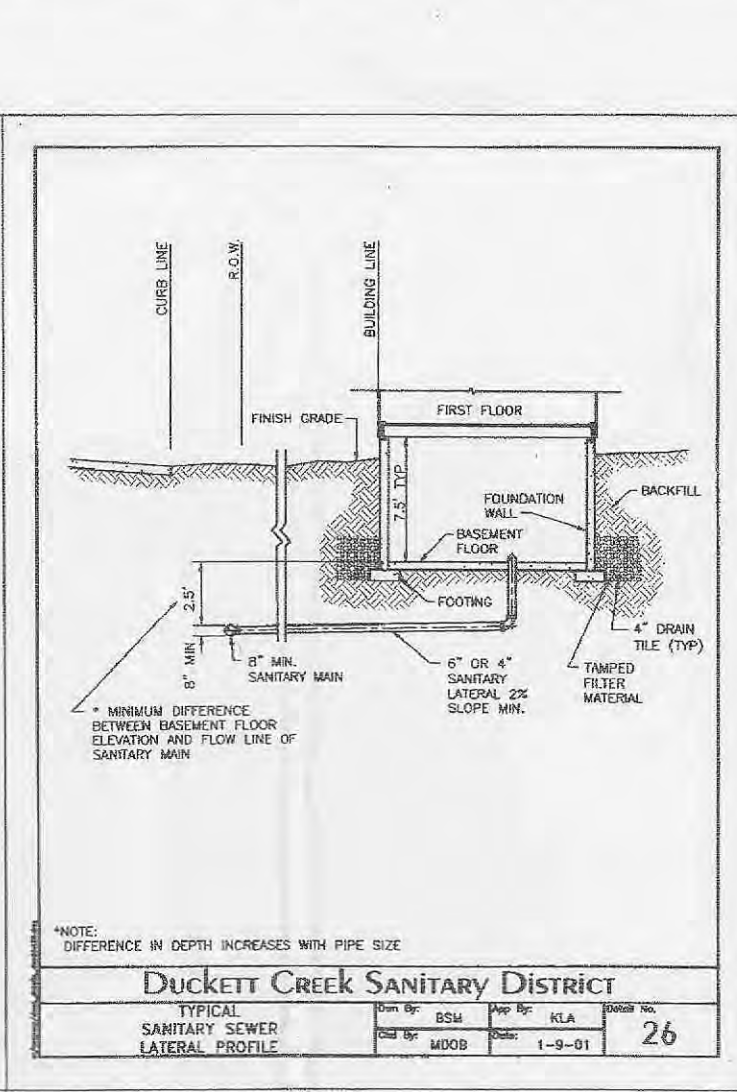 CURB LINE
R.O.W.
BUILDING LINE
FINISH GRADE
FIRST FLOOR
7.5' TYP
FOUNDATION
WALL
BACKFILL
BASEMENT
FLOOR
2.5'
FOOTING
8" MIN
8" MIN.
SANITARY MAIN
6" OR 4"
SANITARY
LATERAL 2%
SLOPE MIN.
4" DRAIN
TILE (TYP)
TAMPED
FILTER
MATERIAL
* MINIMUM DIFFERENCE
BETWEEN BASEMENT FLOOR
ELEVATION AND FLOW LINE OF
SANITARY MAIN
*NOTE:
DIFFERENCE IN DEPTH INCREASES WITH PIPE SIZE
Duckett Creek Sanitary District
TYPICAL
SANITARY SEWER
LATERAL PROFILE
Dwn By: BSM
App By: KLA
Ckd By: MDOB
Date: 1-9-01
Detail No.
26